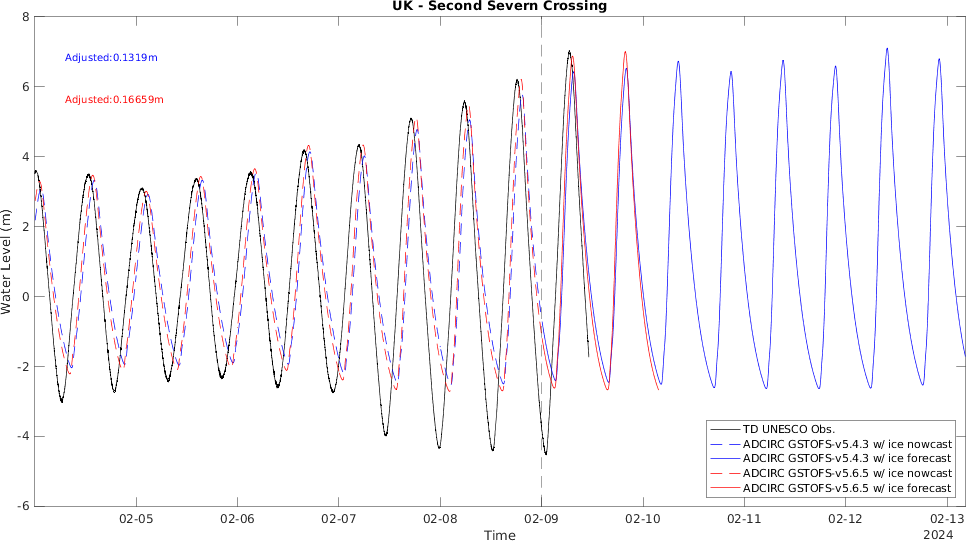 UK - Second Severn Crossing
8
6
4
2
0
-2
-4
-6
Water Level (m)
Adjusted:0.1319m
Adjusted:0.16659m
TD UNESCO Obs.
ADCIRC GSTOFS-v5.4.3 w/ ice nowcast
ADCIRC GSTOFS-v5.4.3 w/ ice forecast
ADCIRC GSTOFS-v5.6.5 w/ ice nowcast
ADCIRC GSTOFS-v5.6.5 w/ ice forecast
02-05 02-06 02-07 02-08 02-09 02-10 02-11 02-12 02-13
2024
Time